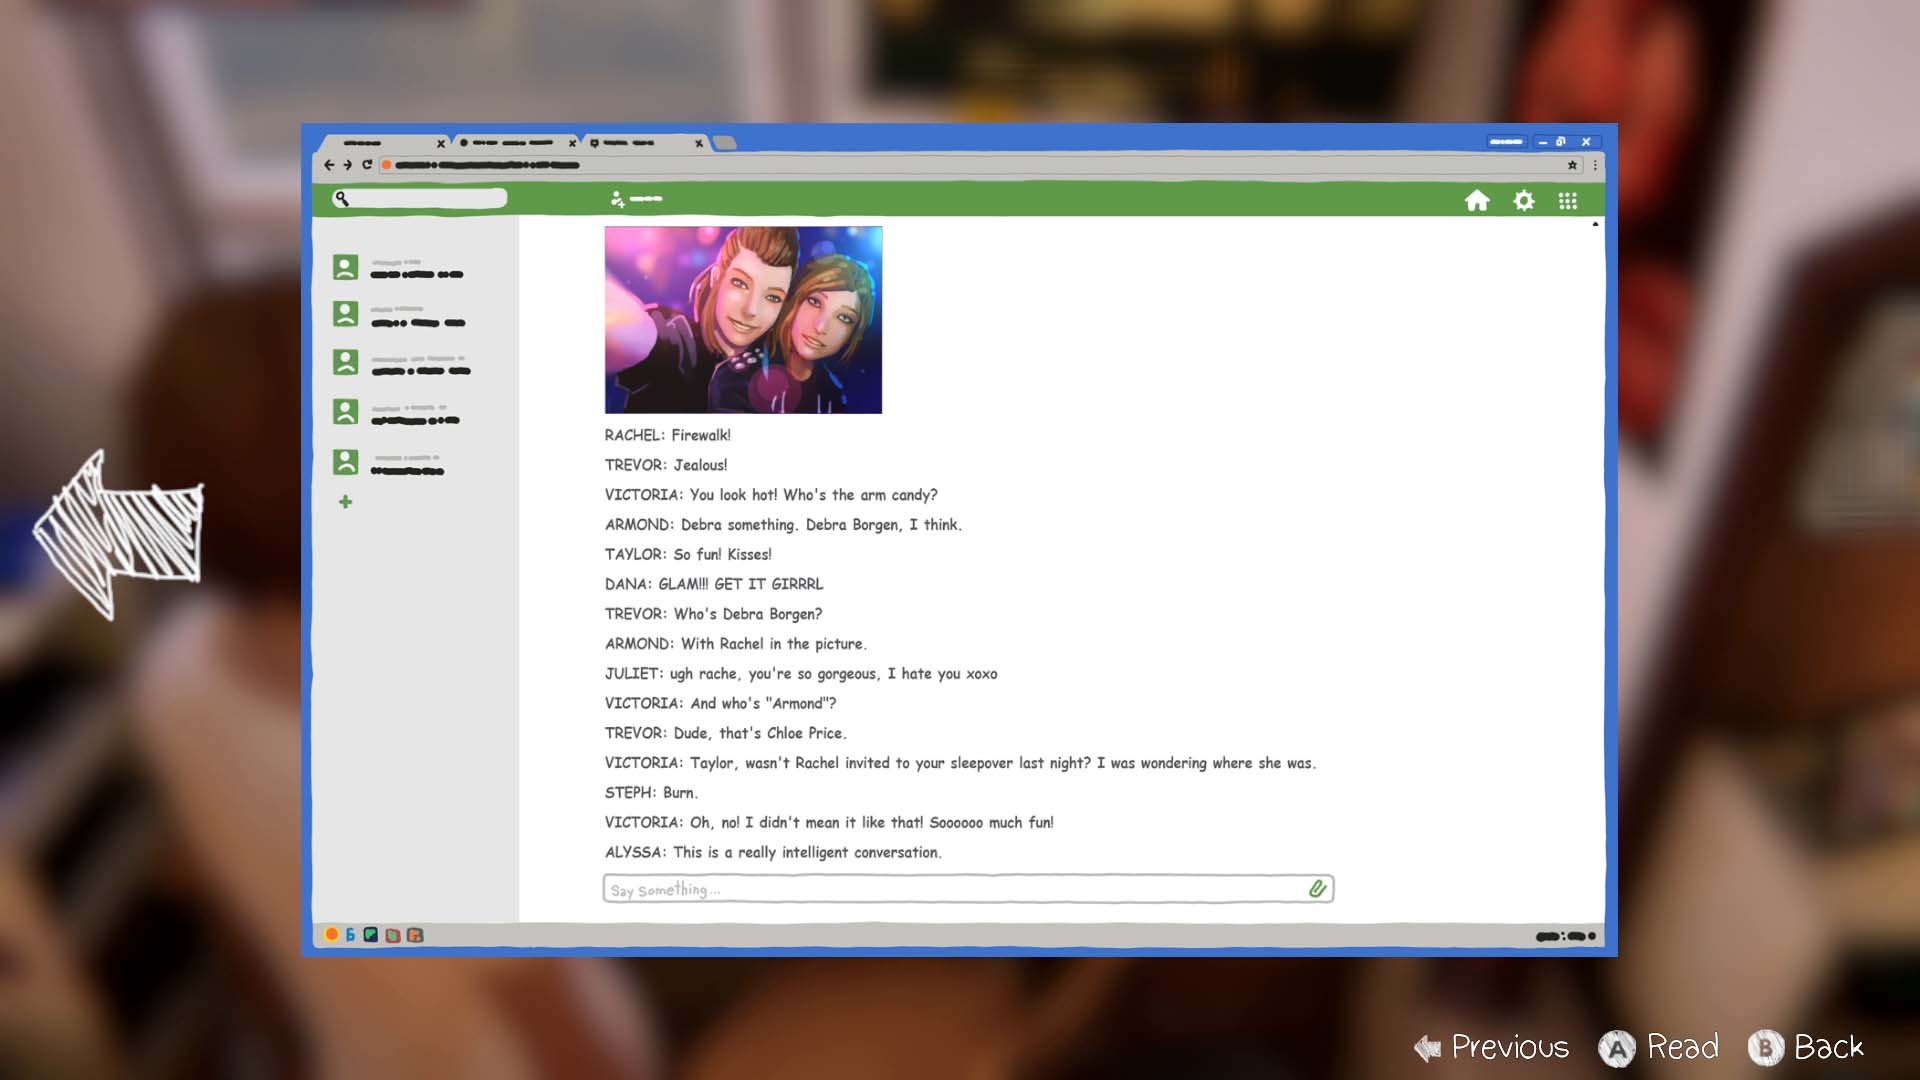 RACHEL: Firewalk!
TREVOR: Jealous!
VICTORIA: You look hot! Who's the arm candy?
ARMOND: Debra something. Debra Borgen, I think.
TAYLOR: So fun! Kisses!
DANA: GLAM!!! GET IT GIRRRL
TREVOR: Who's Debra Borgen?
ARMOND: With Rachel in the picture.
JULIET: ugh rache, you're so gorgeous, I hate you xoxo
VICTORIA: And who's "Armond"?
TREVOR: Dude, that's Chloe Price.
VICTORIA: Taylor, wasn't Rachel invited to your sleepover last night? I was wondering where she was.
STEPH: Burn.
VICTORIA: Oh, no! I didn't mean it like that! Soooooo much fun!
ALYSSA: This is a really intelligent conversation.
Say something...
Previous A Read B Back